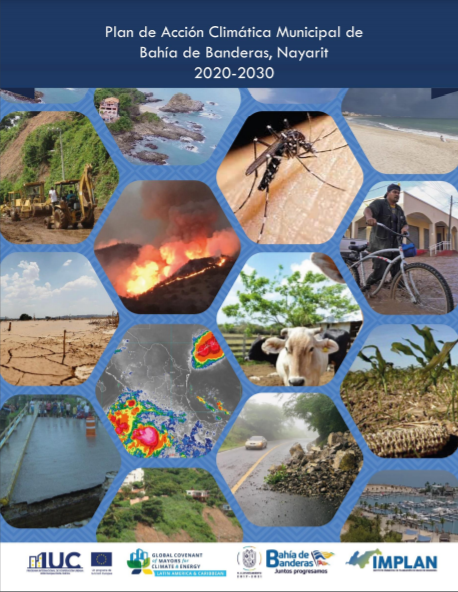 Plan de Acción Climática Municipal de
Bahía de Banderas, Nayarit
2020-2030
IUC
GLOBAL COVENANT
of MAYORS for
CLIMATE & ENERGY
LATIN AMERICA & CARIBBEAN
Bahía de
Banderas
Juntos progresamos
IMPLAN